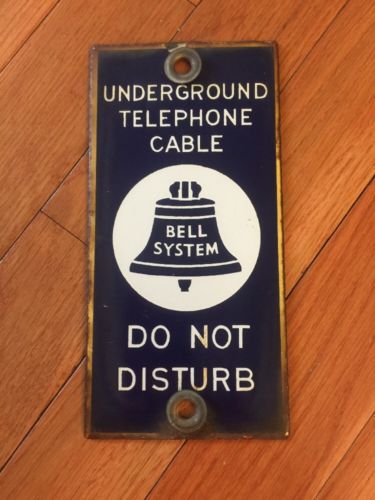 UNDERGROUND
TELEPHONE
CABLE
BELL
SYSTEM
DO NOT
DISTURB